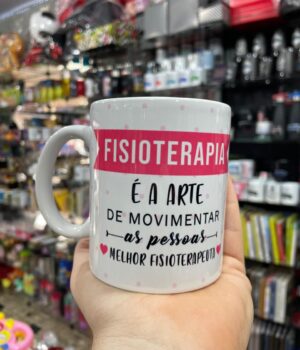 FISIOTERAPIA
É A ARTE
DE MOVIMENTAR
as pessoas
MELHOR FISIOTERAPEUTA